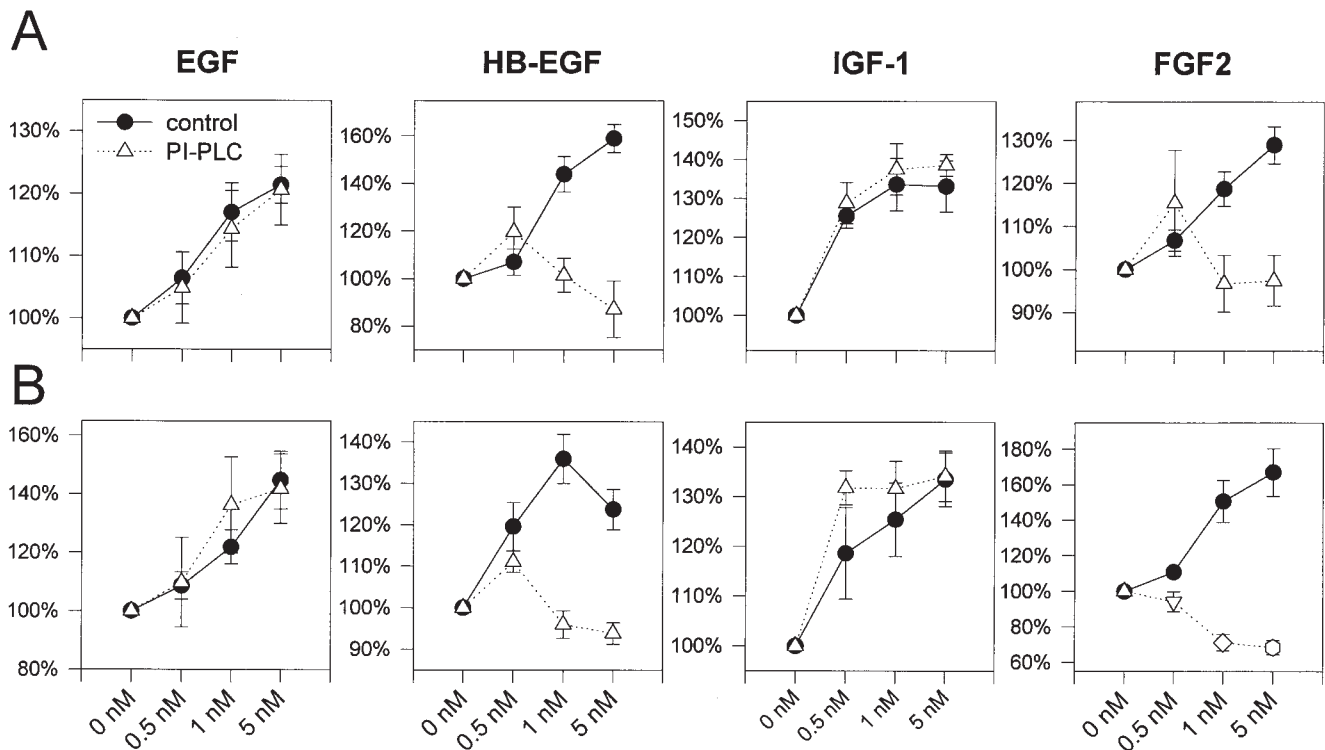 A
EGF
HB-EGF
IGF-1
FGF2
control
PI-PLC
130%
120%
110%
100%
160%
140%
120%
100%
80%
150%
140%
130%
120%
110%
100%
130%
120%
110%
100%
90%
B
160%
140%
120%
100%
80%
140%
130%
120%
110%
100%
90%
140%
130%
120%
110%
100%
180%
160%
140%
120%
100%
80%
60%
0 nM
0.5 nM
1 nM
5 nM
0 nM
0.5 nM
1 nM
5 nM
0 nM
0.5 nM
1 nM
5 nM
0 nM
0.5 nM
1 nM
5 nM